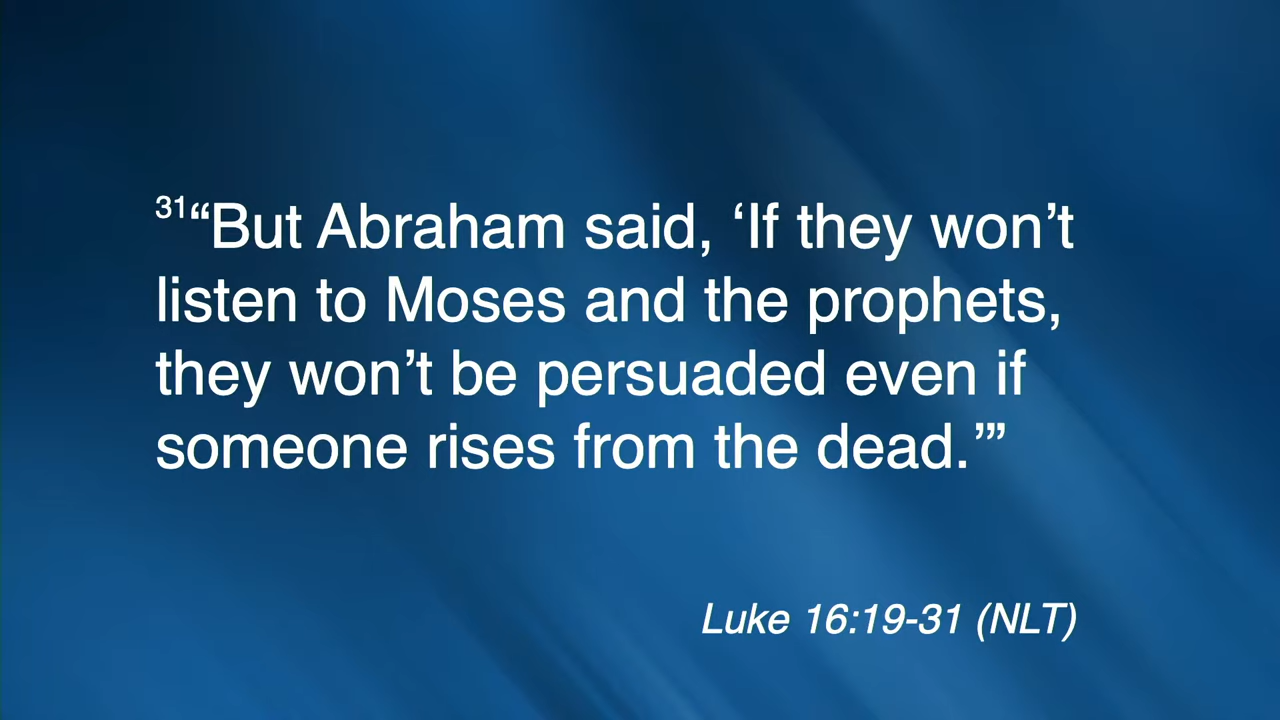 31“But Abraham said, ‘If they won’t
listen to Moses and the prophets,
they won’t be persuaded even if
someone rises from the dead.’”
Luke 16:19-31 (NLT)